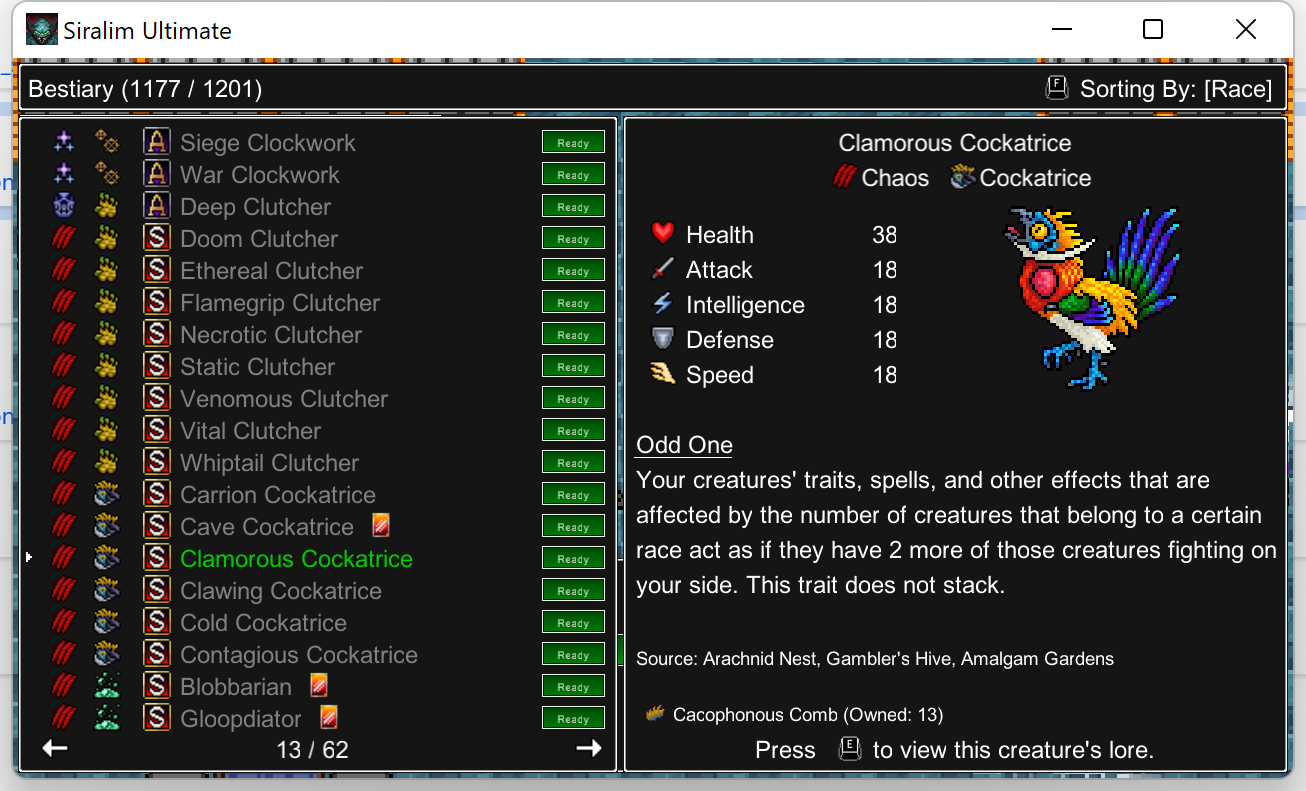 Siralim Ultimate
Bestiary (1177 / 1201)
F Sorting By: [Race]
A Siege Clockwork Ready
A War Clockwork Ready
A Deep Clutcher Ready
S Doom Clutcher Ready
S Ethereal Clutcher Ready
S Flamegrip Clutcher Ready
S Necrotic Clutcher Ready
S Static Clutcher Ready
S Venomous Clutcher Ready
S Vital Clutcher Ready
S Whiptail Clutcher Ready
S Carrion Cockatrice Ready
S Cave Cockatrice Ready
S Clamorous Cockatrice Ready
S Clawing Cockatrice Ready
S Cold Cockatrice Ready
S Contagious Cockatrice Ready
S Blobbarian Ready
S Gloopdiator Ready
13 / 62
Clamorous Cockatrice
Chaos Cockatrice
Health 38
Attack 18
Intelligence 18
Defense 18
Speed 18
Odd One
Your creatures' traits, spells, and other effects that are
affected by the number of creatures that belong to a certain
race act as if they have 2 more of those creatures fighting on
your side. This trait does not stack.
Source: Arachnid Nest, Gambler's Hive, Amalgam Gardens
Cacophonous Comb (Owned: 13)
Press E to view this creature's lore.